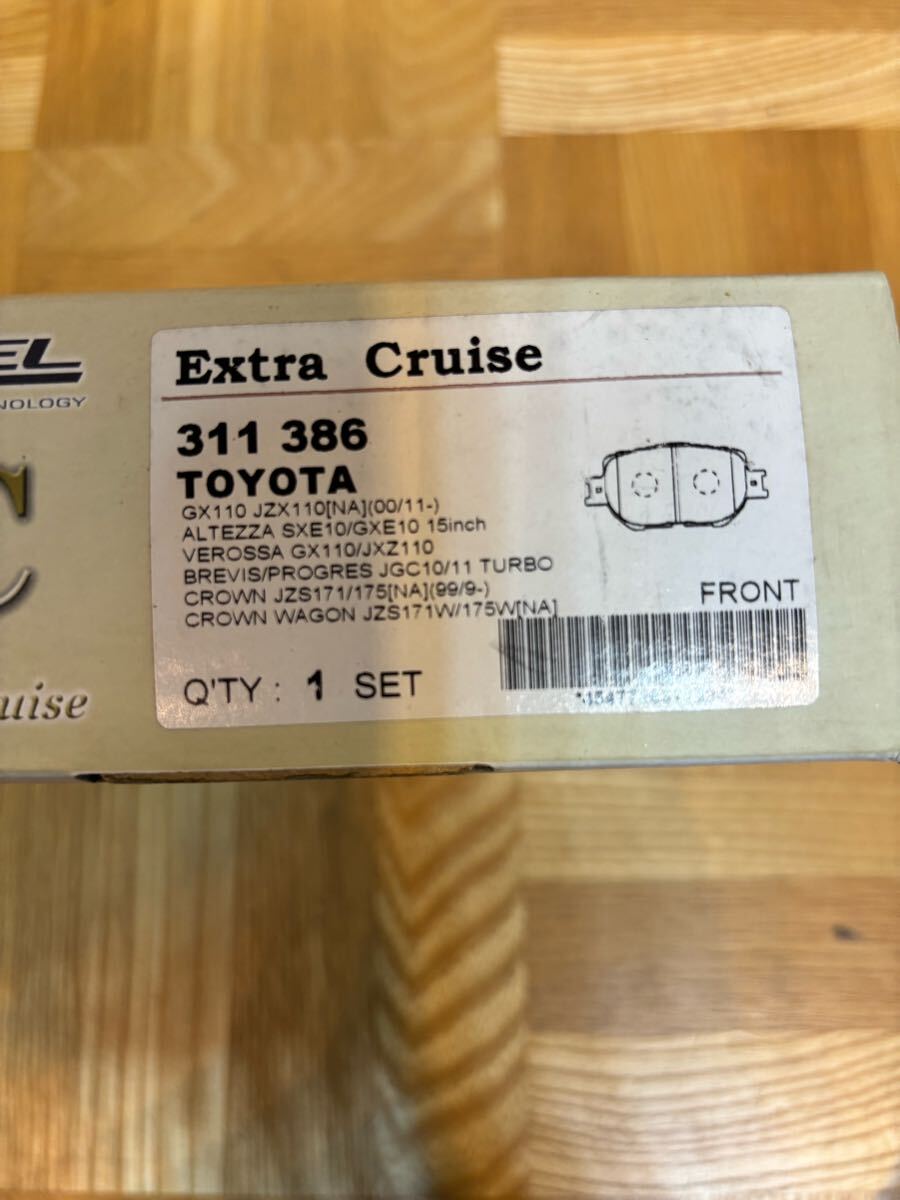 EL
NOLOGY
C
uise
Extra Cruise
311 386
TOYOTA
GX110 JZX110[NA](00/11-)
ALTEZZA SXE10/GXE10 15inch
VEROSSA GX110/JXZ110
BREVIS/PROGRES JGC10/11 TURBO
CROWN JZS171/175[NA](99/9-)
CROWN WAGON JZS171W/175W[NA]
FRONT
Q'TY : 1 SET